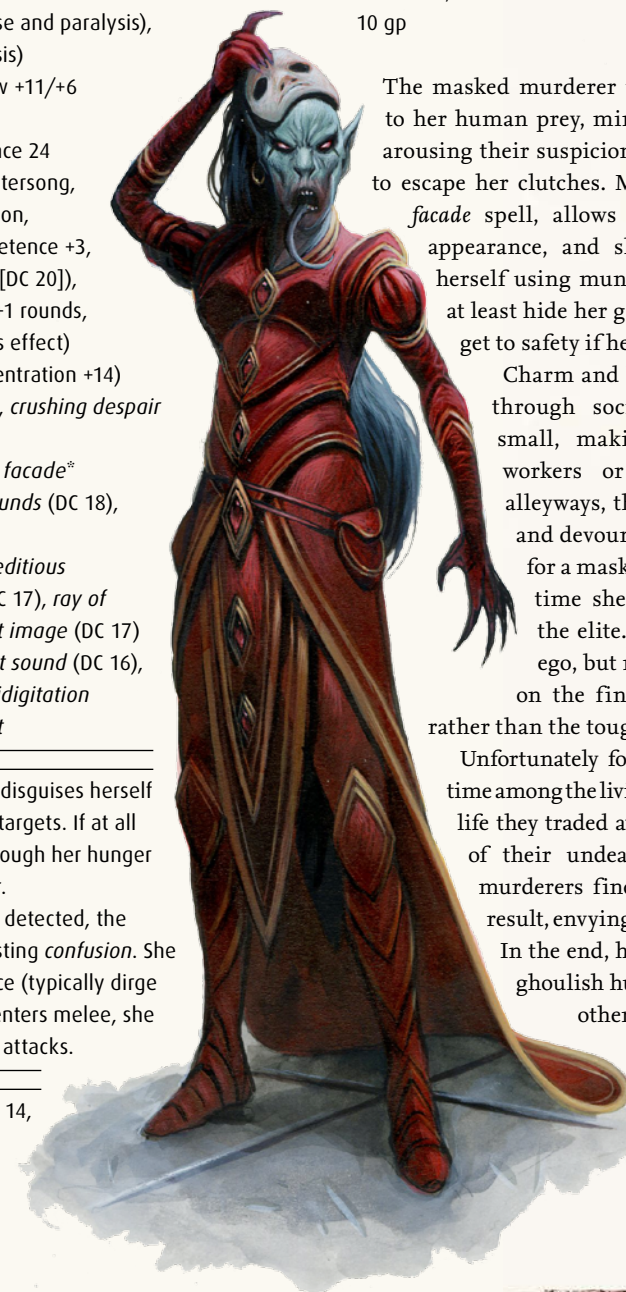 se and paralysis),
sis)
w +11/+6
nce 24
tersong,
on,
etence +3,
[DC 20]),
+1 rounds,
s effect)
entration +14)
, crushing despair
facade*
unds (DC 18),
editious
C 17), ray of
t image (DC 17)
t sound (DC 16),
idigitation
t
disguises herself
targets. If at all
ough her hunger
r.
detected, the
sting confusion. She
ce (typically dirge
enters melee, she
attacks.
14,
10 gp
The masked murderer
to her human prey, mi
arousing their suspicion
to escape her clutches. M
facade spell, allows
appearance, and s
herself using mun
at least hide her g
get to safety if he
Charm and
through soc
small, maki
workers or
alleyways, t
and devour
for a mask
time she
the elite.
ego, but
on the fin
rather than the toug
Unfortunately fo
time among the liv
life they traded a
of their undea
murderers fin
result, envying
In the end, h
ghoulish hu
other